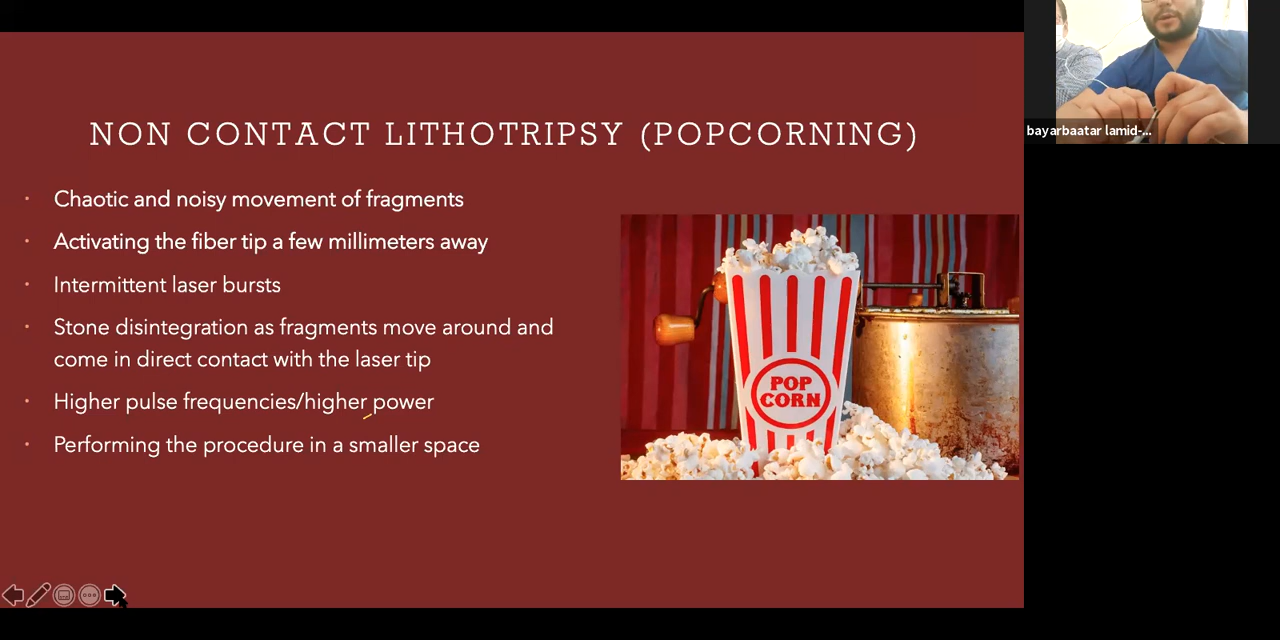 NON CONTACT LITHOTRIPSY (POPCORNING)
• Chaotic and noisy movement of fragments
• Activating the fiber tip a few millimeters away
• Intermittent laser bursts
• Stone disintegration as fragments move around and
come in direct contact with the laser tip
• Higher pulse frequencies/higher power
• Performing the procedure in a smaller space
POP
CORN
bayarbaatar lamid-...